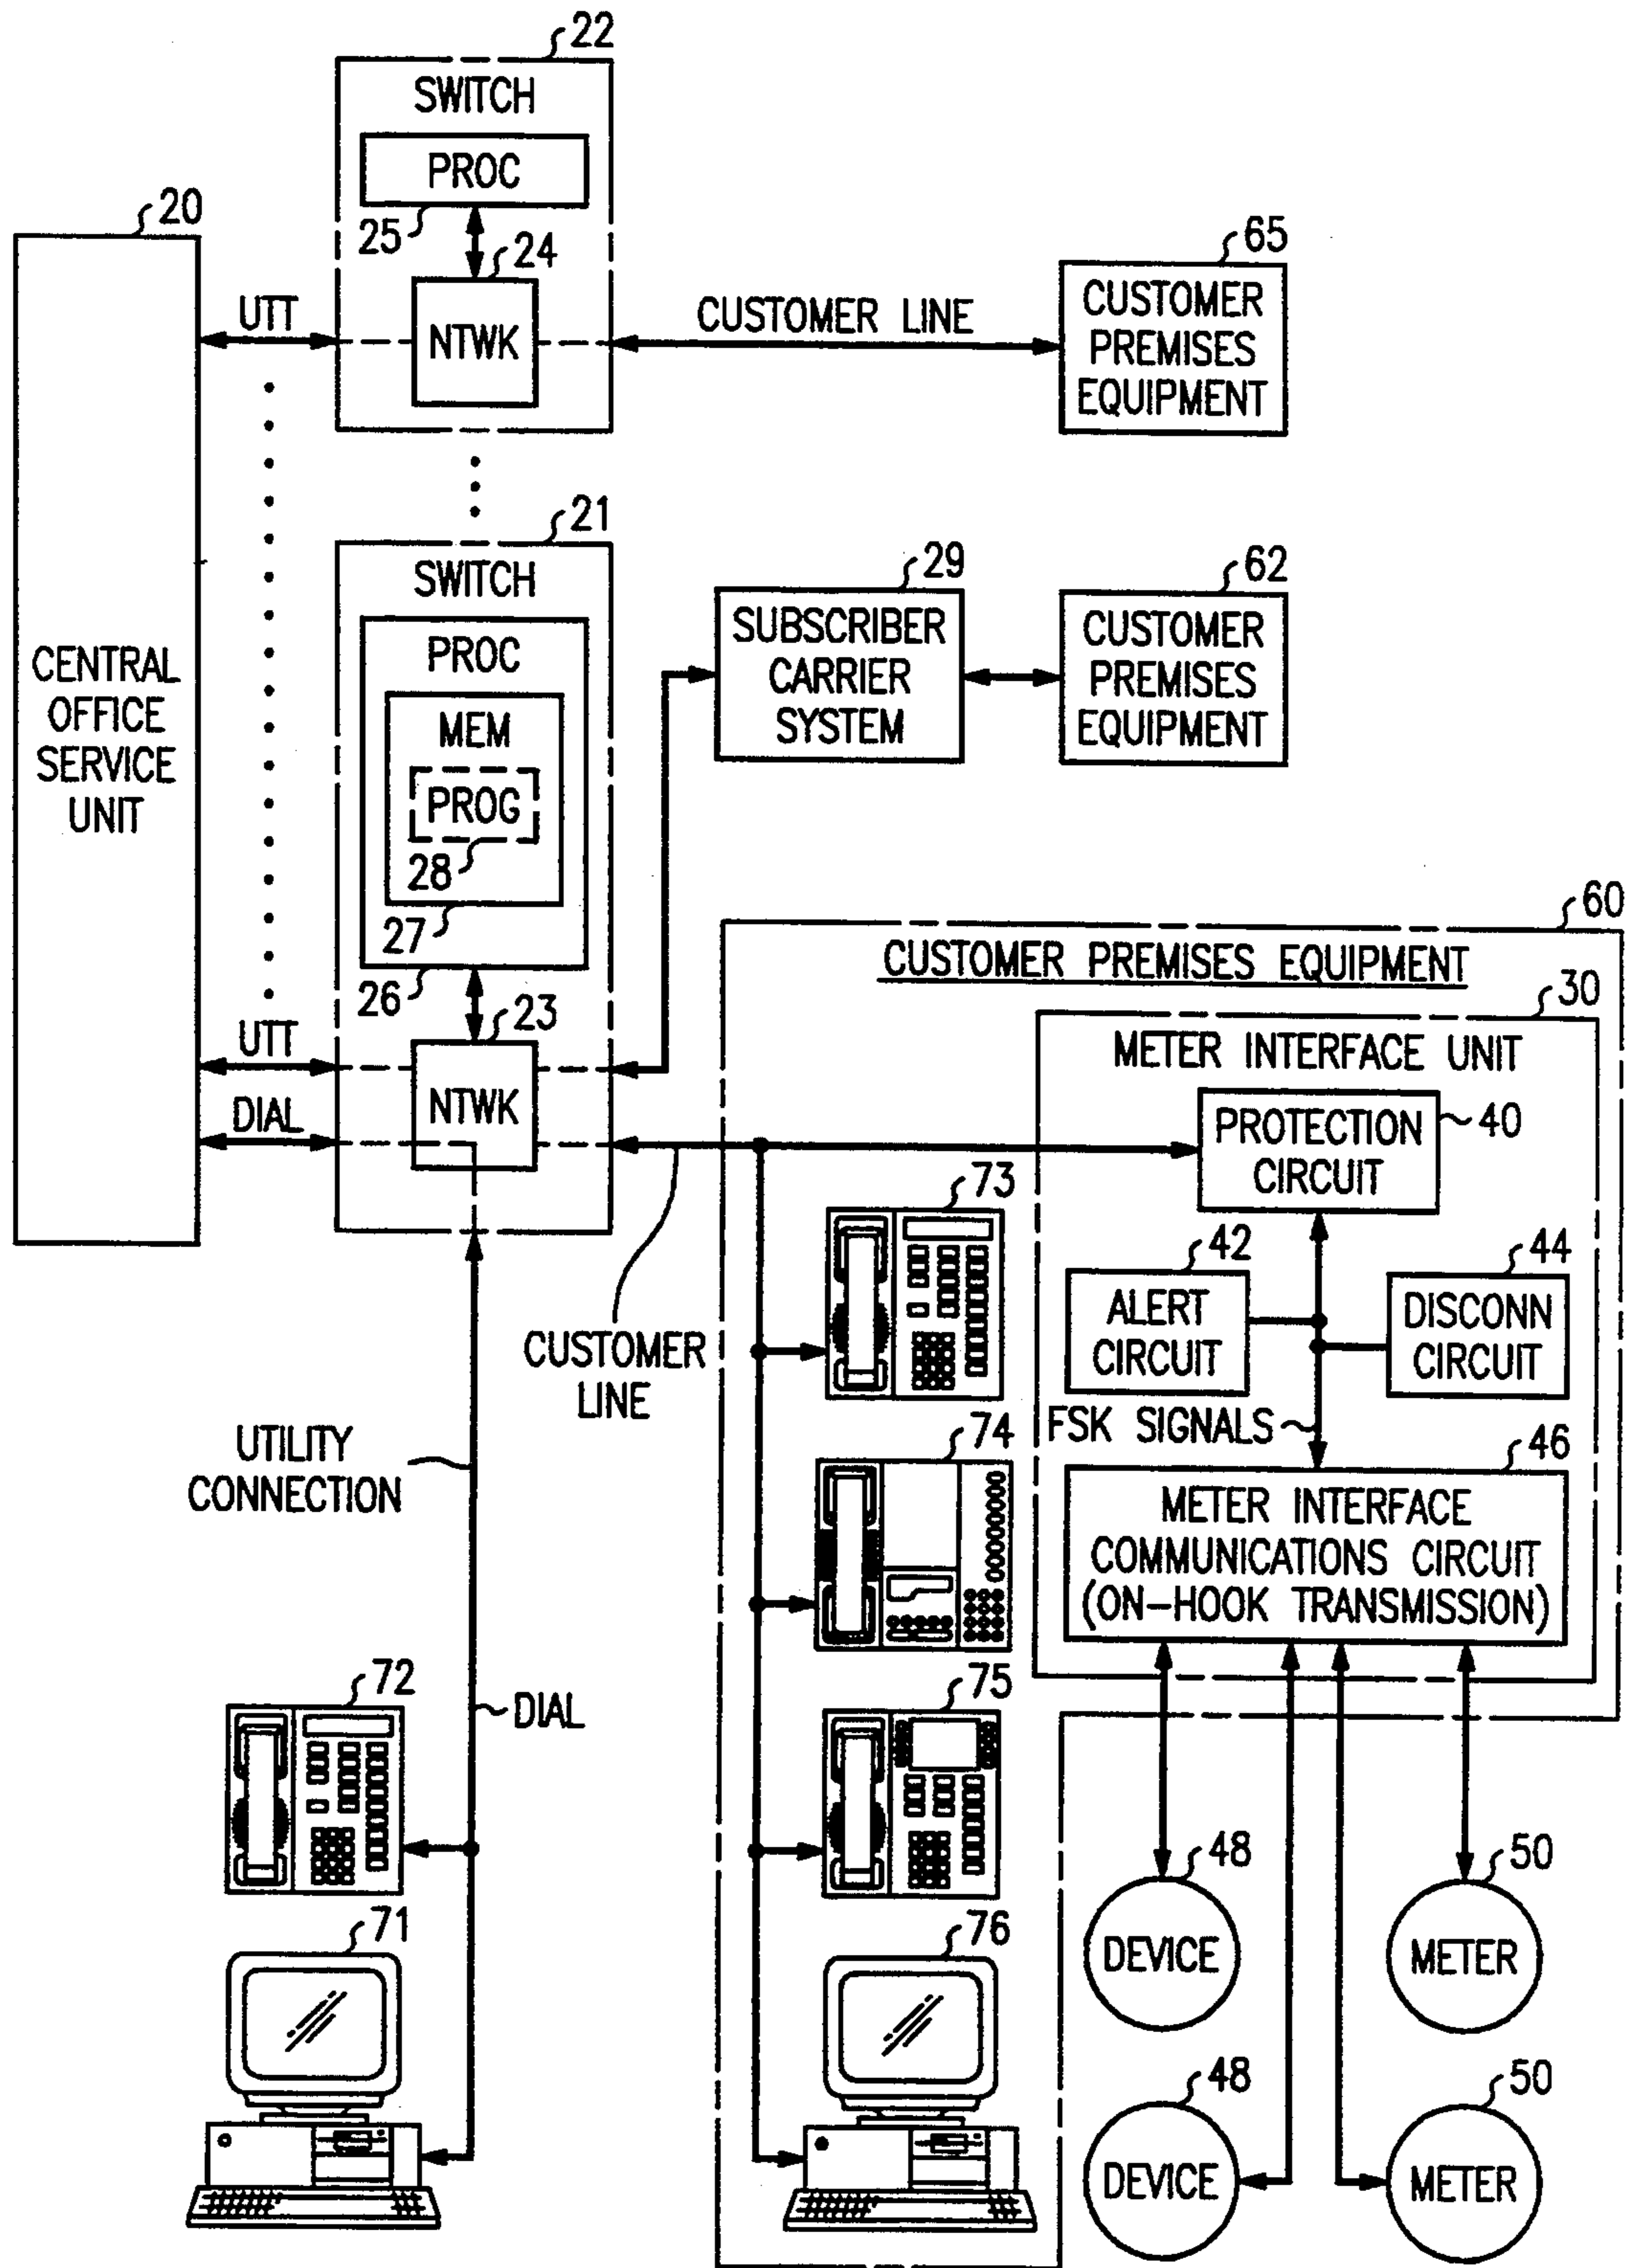 22
SWITCH
PROC
25
24
NTWK
20
CENTRAL
OFFICE
SERVICE
UNIT
UTT
CUSTOMER LINE
65
CUSTOMER
PREMISES
EQUIPMENT
21
SWITCH
PROC
MEM
PROG
28
27
26
23
NTWK
29
SUBSCRIBER
CARRIER
SYSTEM
62
CUSTOMER
PREMISES
EQUIPMENT
UTT
DIAL
60
CUSTOMER PREMISES EQUIPMENT
30
METER INTERFACE UNIT
PROTECTION
CIRCUIT
40
42
ALERT
CIRCUIT
44
DISCONN
CIRCUIT
FSK SIGNALS
46
METER INTERFACE
COMMUNICATIONS CIRCUIT
(ON-HOOK TRANSMISSION)
CUSTOMER
LINE
UTILITY
CONNECTION
DIAL
73
74
75
76
72
71
48
DEVICE
50
METER
48
DEVICE
50
METER